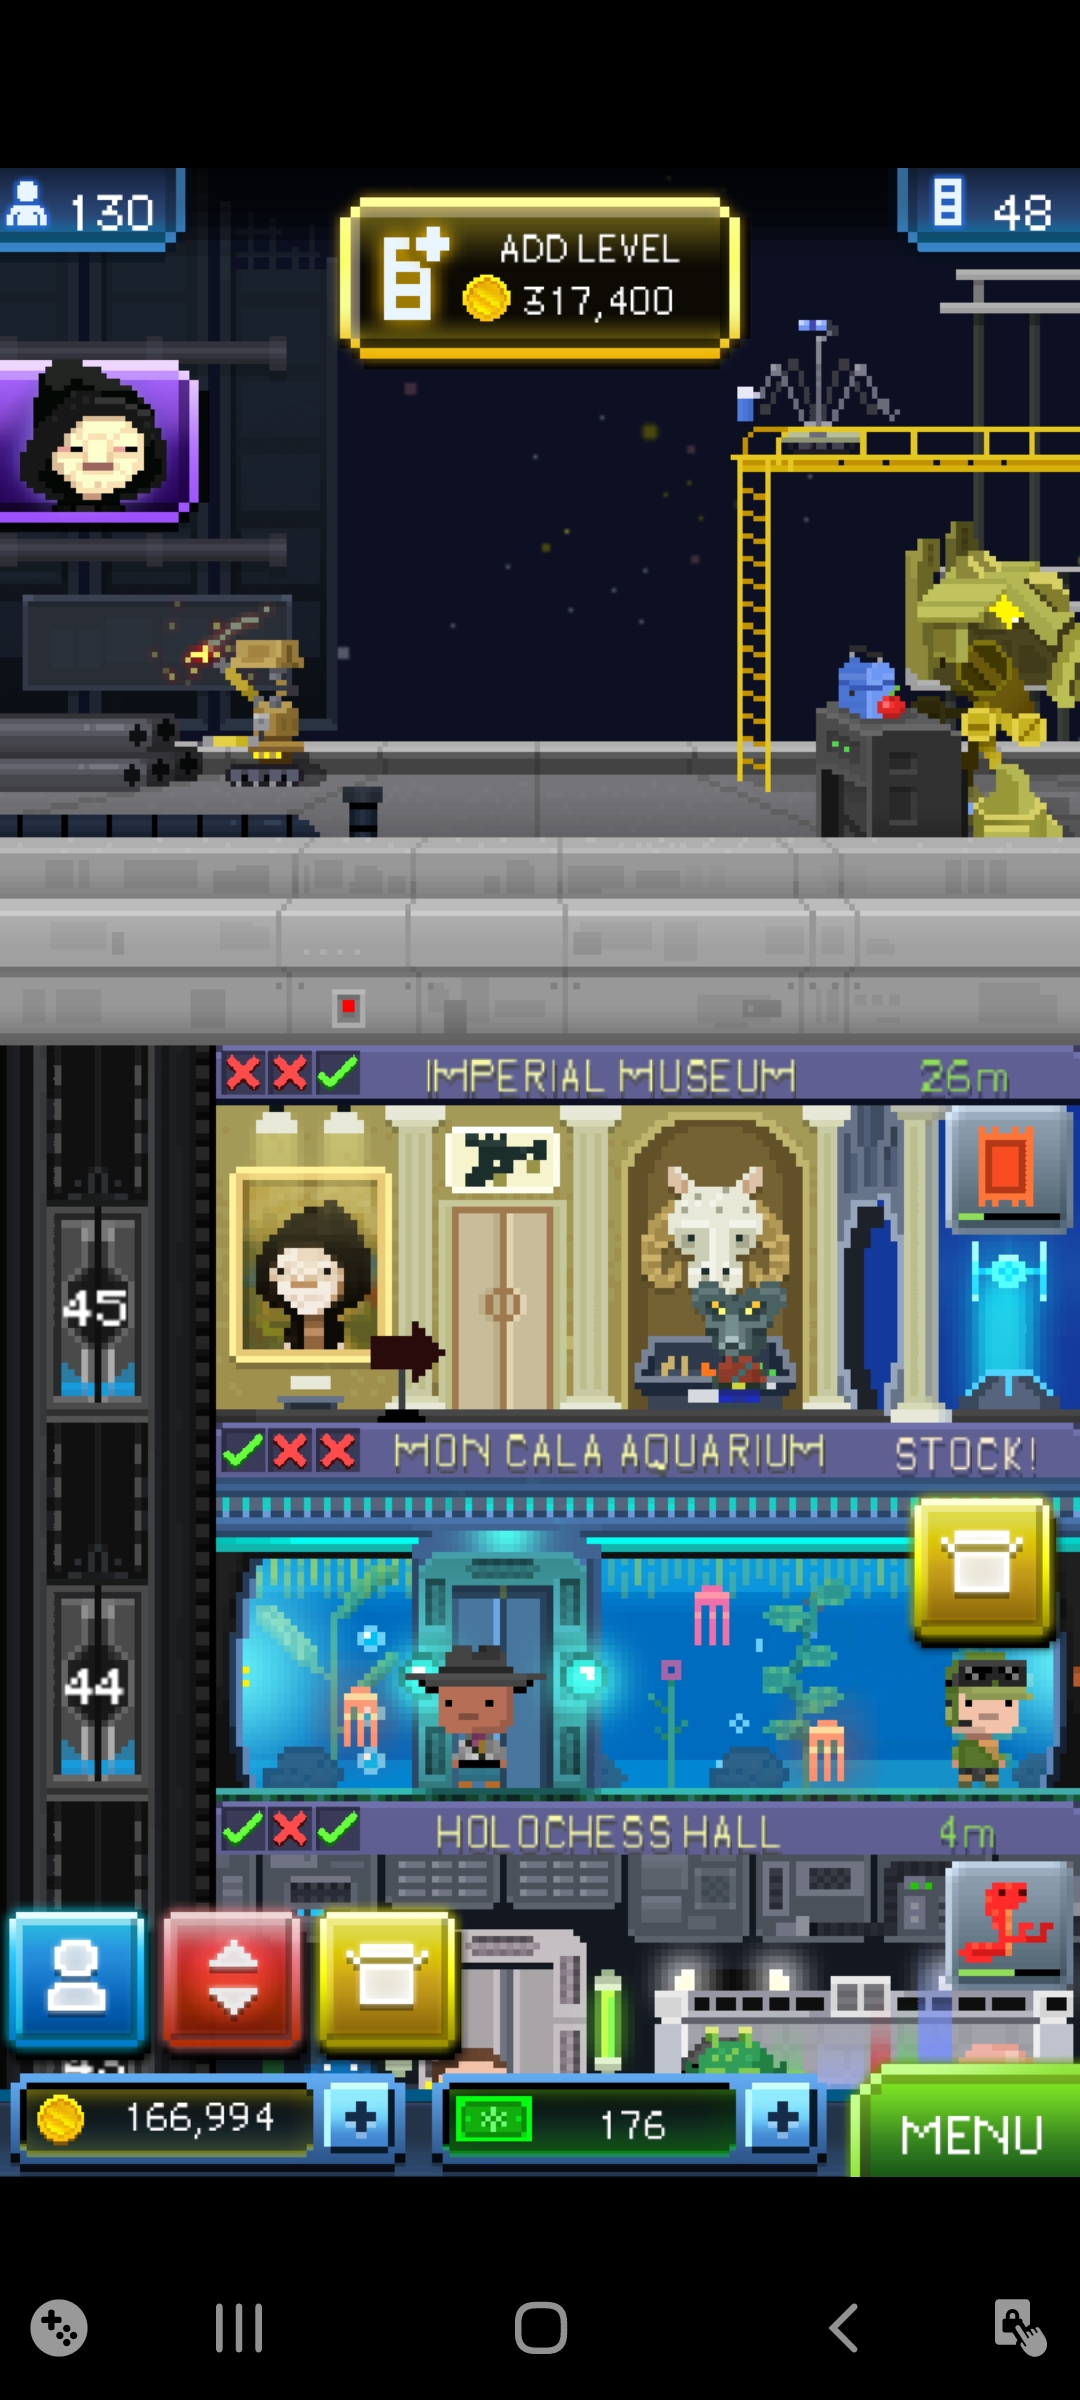 130
ADD LEVEL
317,400
48
IMPERIAL MUSEUM 26m
45
MON CALA AQUARIUM STOCK!
44
HOLOCHESS HALL 4m
166,994
176
MENU